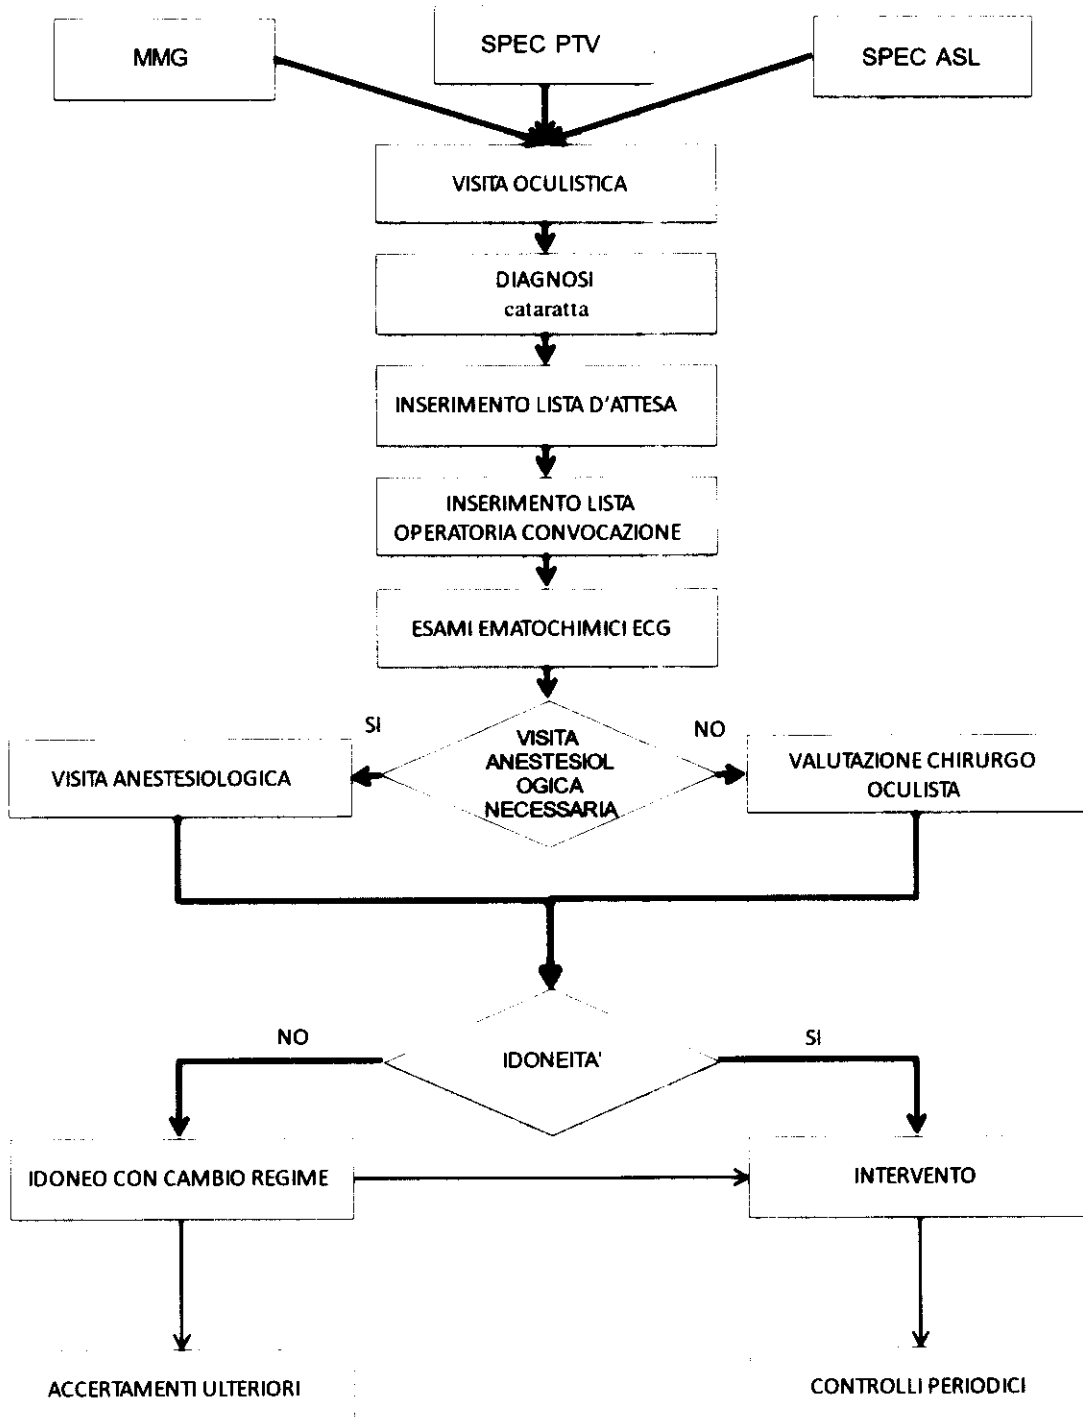 MMG
SPEC PTV
SPEC ASL
VISITA OCULISTICA
DIAGNOSI
cataratta
INSERIMENTO LISTA D'ATTESA
INSERIMENTO LISTA
OPERATORIA CONVOCAZIONE
ESAMI EMATOCHIMICI ECG
SI
NO
VISITA
ANESTESIOL
OGICA
NECESSARIA
VISITA ANESTESIOLOGICA
VALUTAZIONE CHIRURGO
OCULISTA
NO
SI
IDONEITA'
IDONEO CON CAMBIO REGIME
INTERVENTO
ACCERTAMENTI ULTERIORI
CONTROLLI PERIODICI